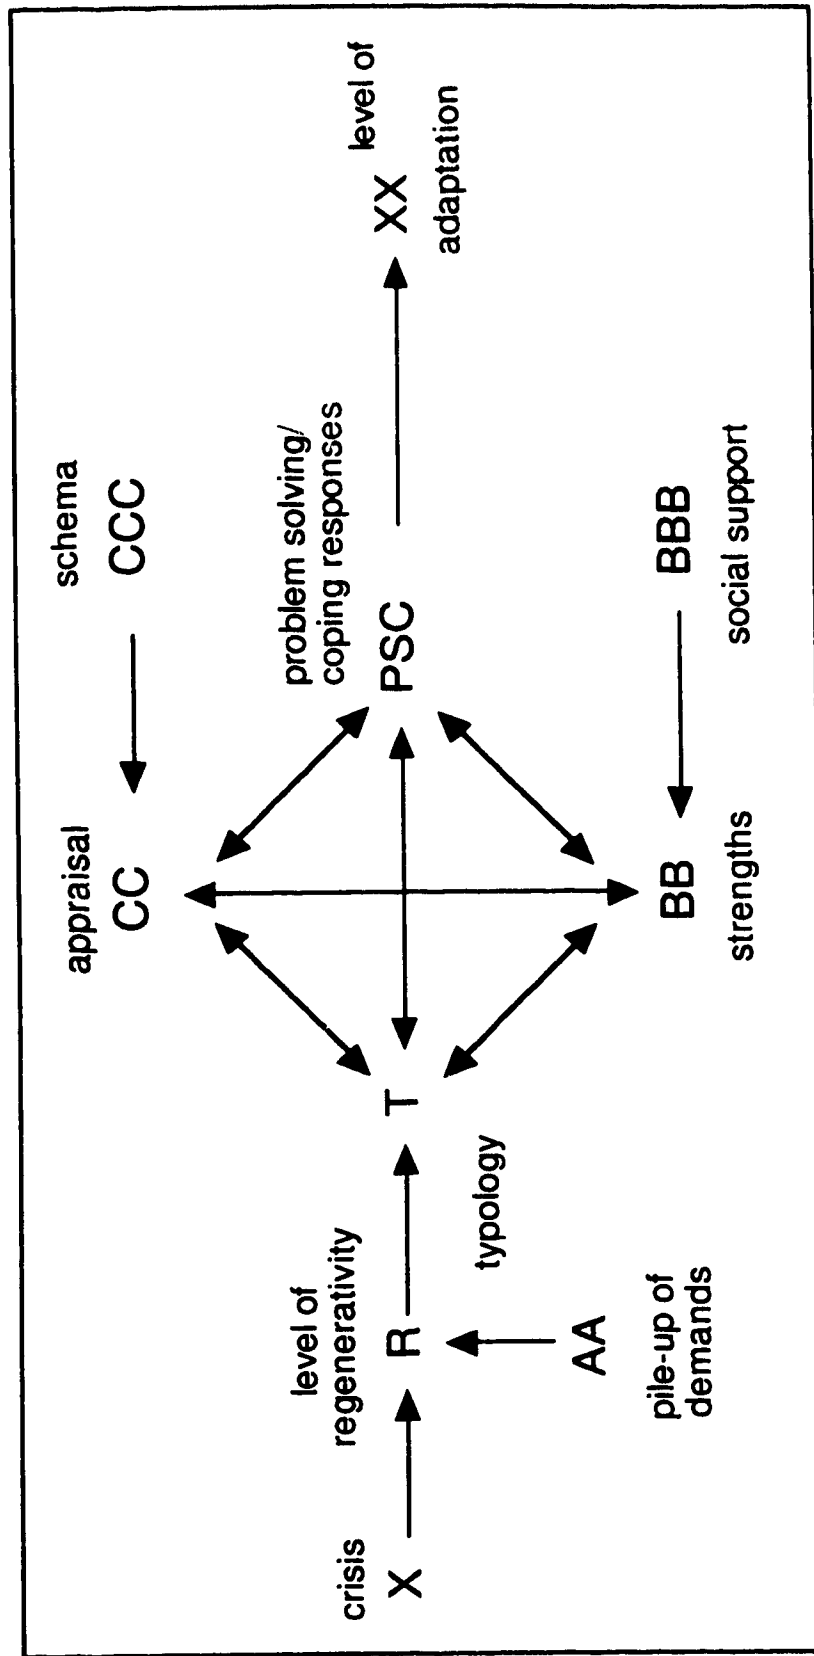 schema
CCC
appraisal
CC
level of
XX
adaptation
problem solving/
coping responses
PSC
T
typology
level of
regenerativity
R
crisis
X
AA
pile-up of
demands
BB
strengths
BBB
social support